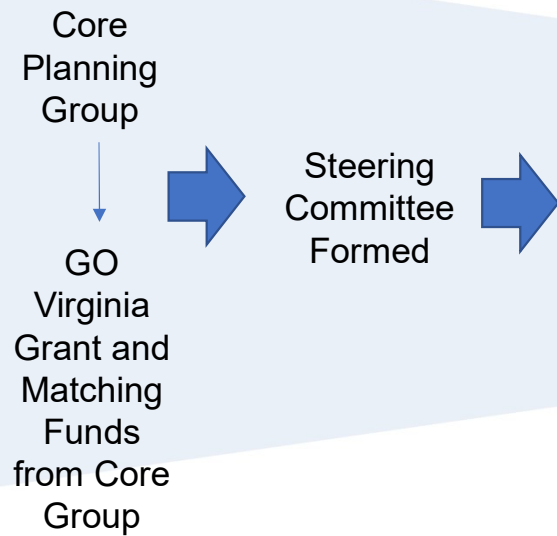 Core
Planning
Group
GO
Virginia
Grant and
Matching
Funds
from Core
Group
Steering
Committee
Formed